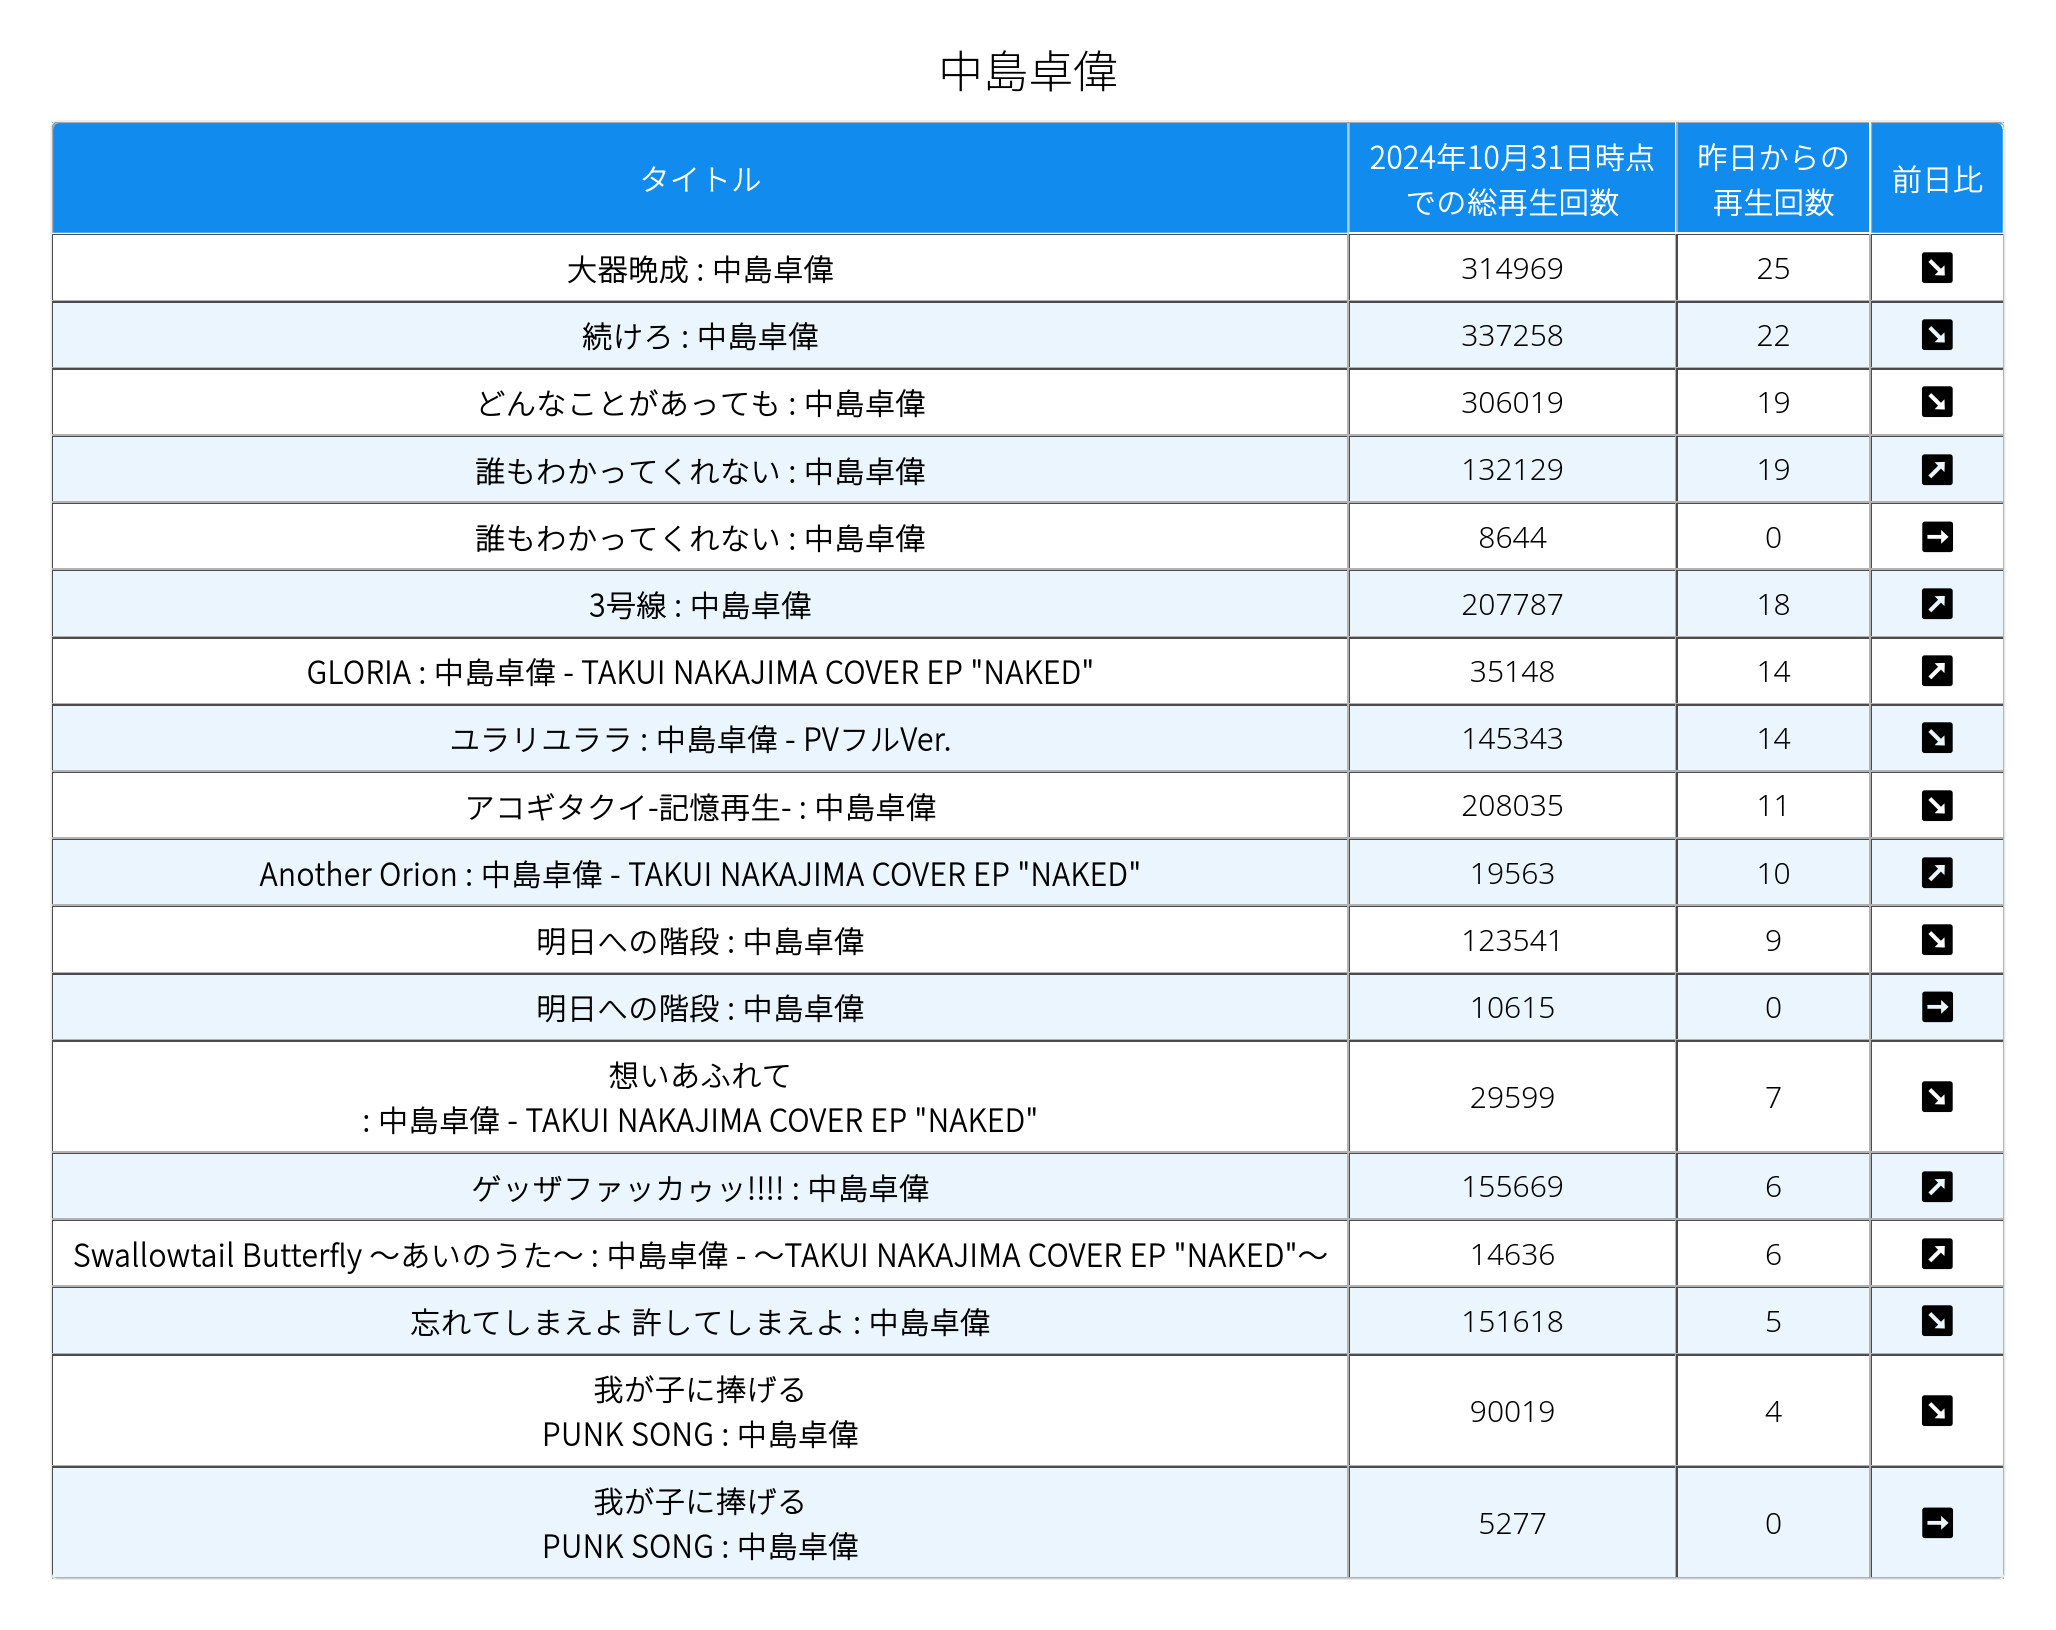 中島卓偉
タイトル 2024年10月31日時点での総再生回数 昨日からの再生回数 前日比
大器晩成 : 中島卓偉 314969 25 ↘
続けろ : 中島卓偉 337258 22 ↘
どんなことがあっても : 中島卓偉 306019 19 ↘
誰もわかってくれない : 中島卓偉 132129 19 ↗
誰もわかってくれない : 中島卓偉 8644 0 →
3号線 : 中島卓偉 207787 18 ↗
GLORIA : 中島卓偉 - TAKUI NAKAJIMA COVER EP "NAKED" 35148 14 ↗
ユラリユララ : 中島卓偉 - PVフルVer. 145343 14 ↘
アコギタクイ-記憶再生- : 中島卓偉 208035 11 ↘
Another Orion : 中島卓偉 - TAKUI NAKAJIMA COVER EP "NAKED" 19563 10 ↗
明日への階段 : 中島卓偉 123541 9 ↘
明日への階段 : 中島卓偉 10615 0 →
想いあふれて
: 中島卓偉 - TAKUI NAKAJIMA COVER EP "NAKED" 29599 7 ↘
ゲッザファッカゥッ!!!! : 中島卓偉 155669 6 ↗
Swallowtail Butterfly 〜あいのうた〜 : 中島卓偉 - 〜TAKUI NAKAJIMA COVER EP "NAKED"〜 14636 6 ↗
忘れてしまえよ 許してしまえよ : 中島卓偉 151618 5 ↘
我が子に捧げる
PUNK SONG : 中島卓偉 90019 4 ↘
我が子に捧げる
PUNK SONG : 中島卓偉 5277 0 →